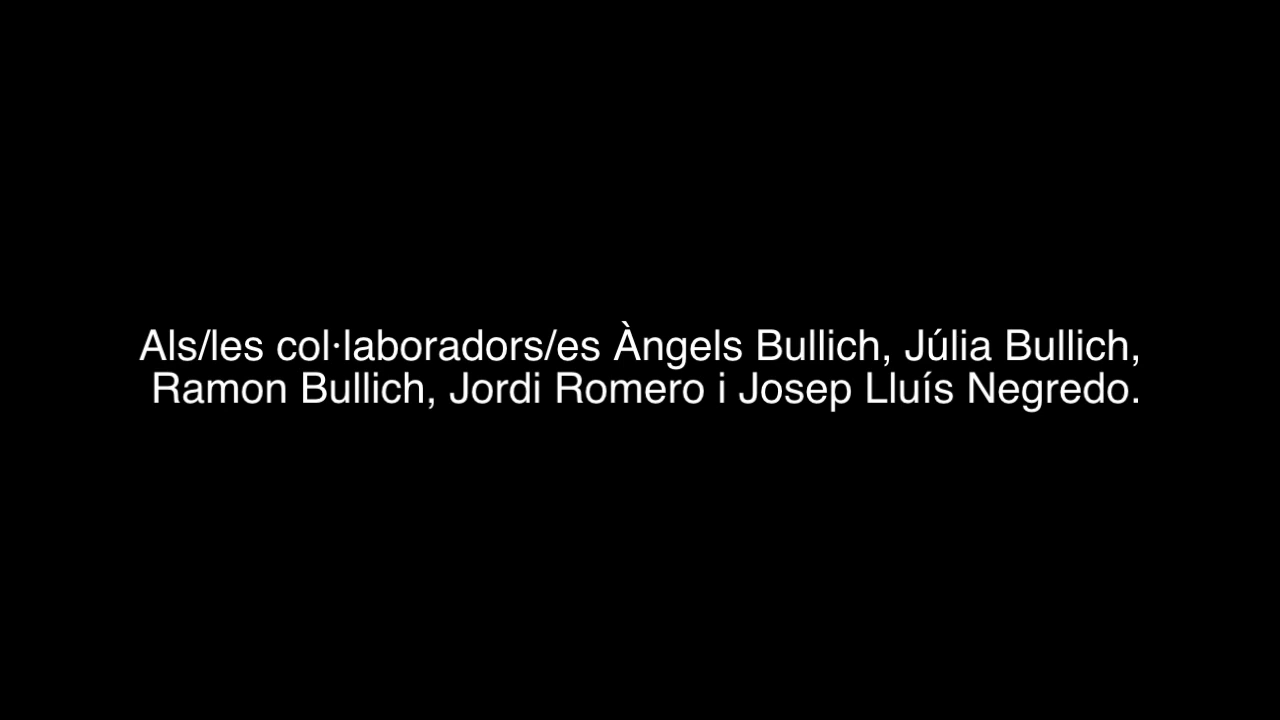 Als/les col·laboradors/es Àngels Bullich, Júlia Bullich,
Ramon Bullich, Jordi Romero i Josep Lluís Negredo.